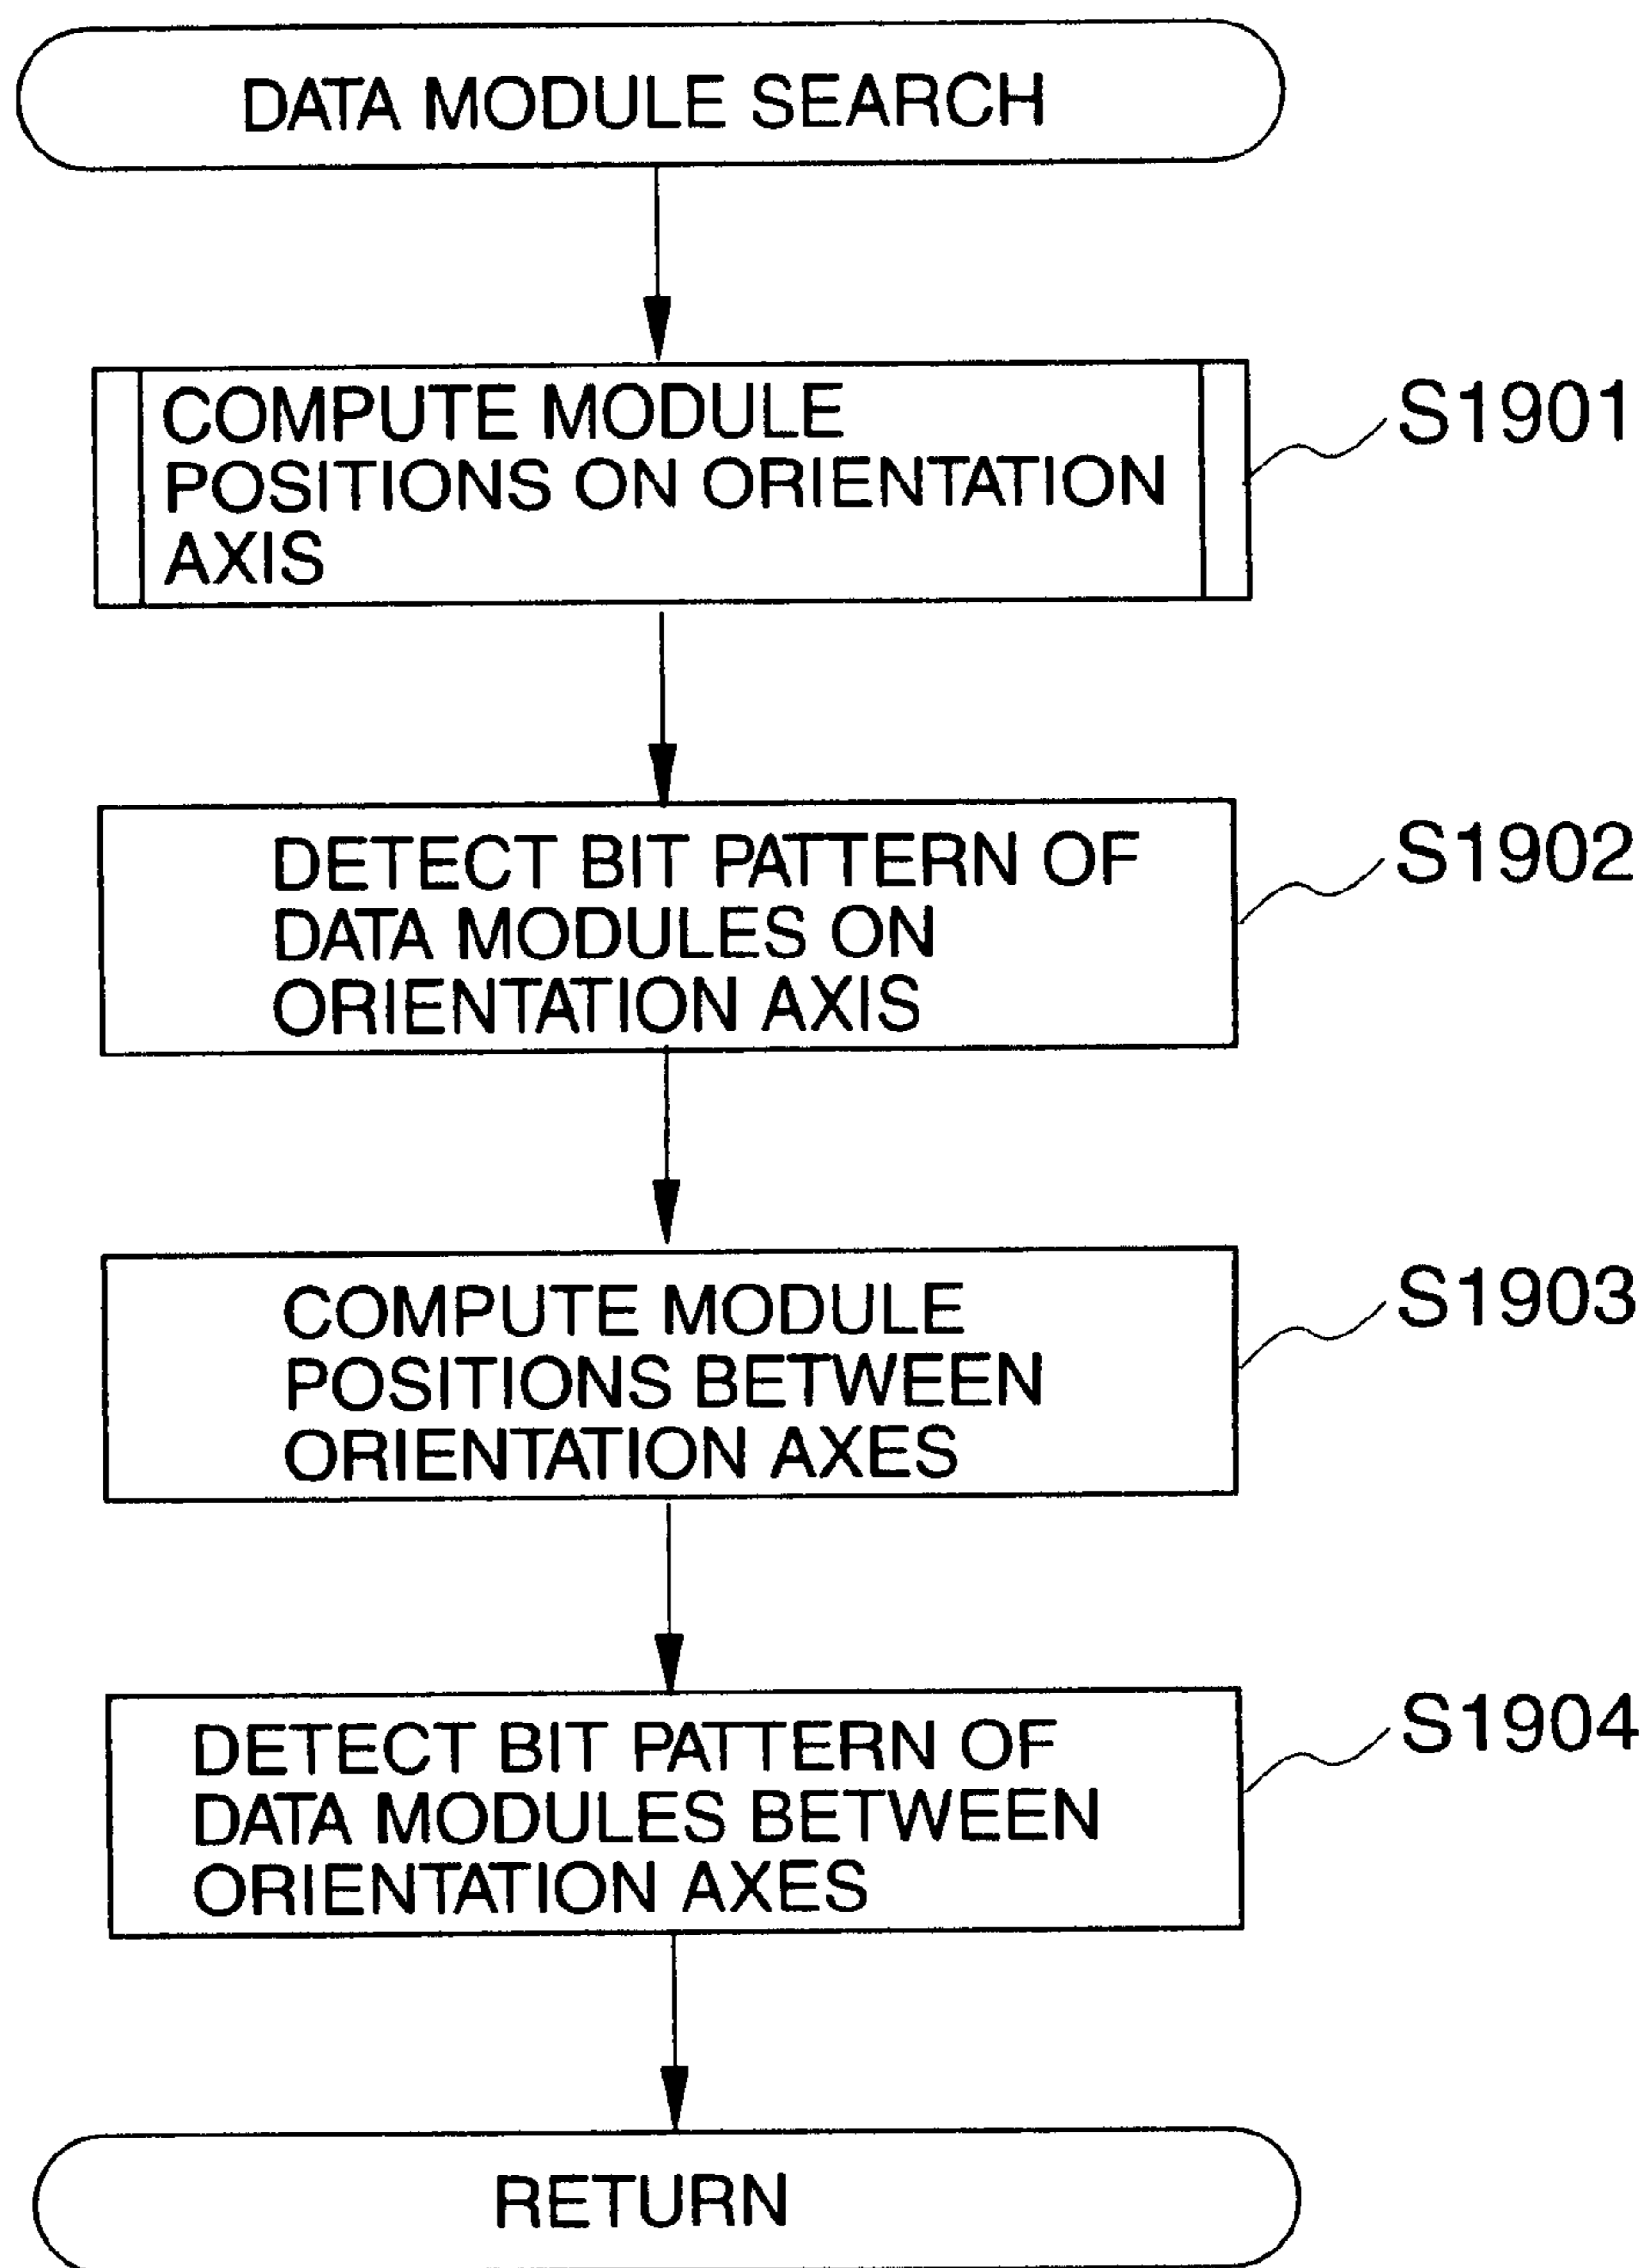 DATA MODULE SEARCH
COMPUTE MODULE
POSITIONS ON ORIENTATION
AXIS
S1901
DETECT BIT PATTERN OF
DATA MODULES ON
ORIENTATION AXIS
S1902
COMPUTE MODULE
POSITIONS BETWEEN
ORIENTATION AXES
S1903
DETECT BIT PATTERN OF
DATA MODULES BETWEEN
ORIENTATION AXES
S1904
RETURN